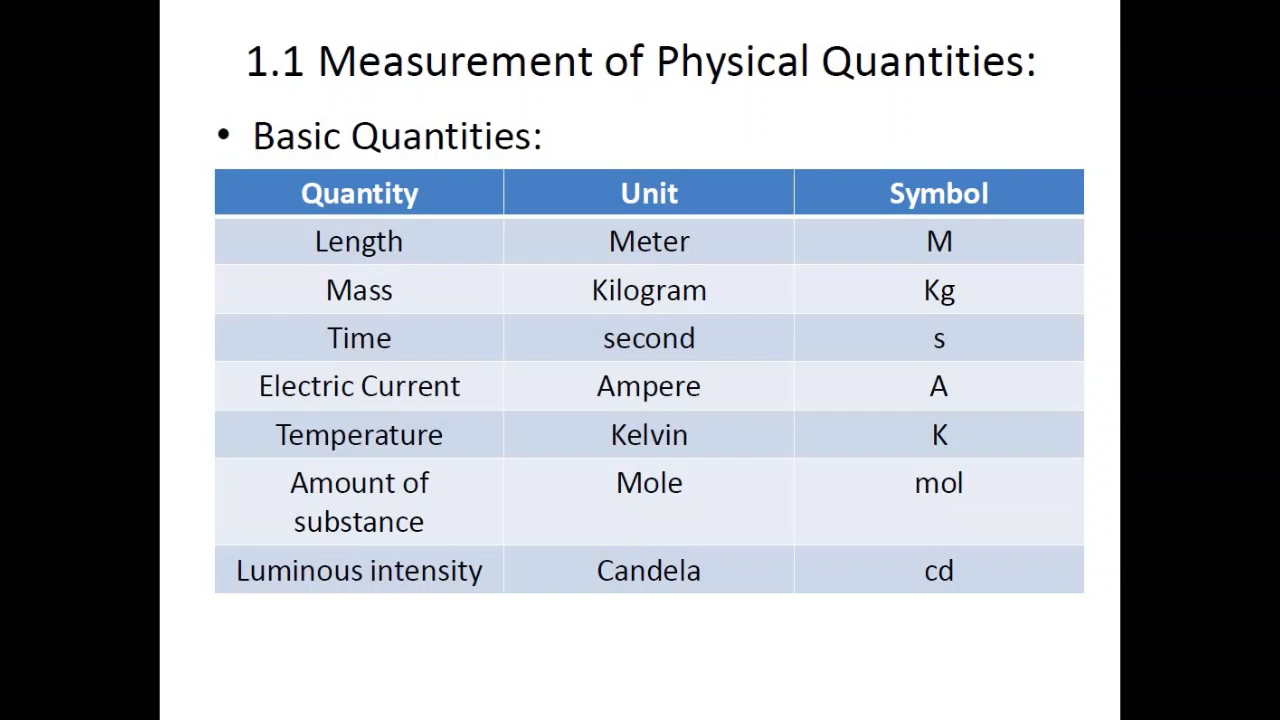 1.1 Measurement of Physical Quantities:
• Basic Quantities:
Quantity Unit Symbol
Length Meter M
Mass Kilogram Kg
Time second s
Electric Current Ampere A
Temperature Kelvin K
Amount of Mole mol
substance
Luminous intensity Candela cd